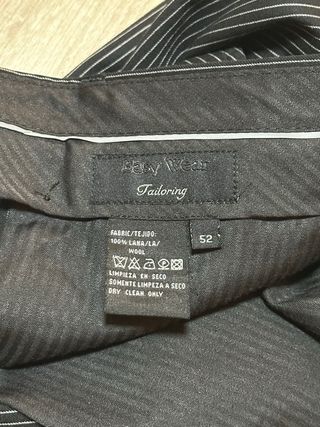 Easy Wear
Tailoring
FABRIC/TEJIDO:
100% LANA/LA/
WOOL
52
LIMPIEZA EN SECO
SOMENTE LIMPEZA A SECO
DRY CLEAN ONLY